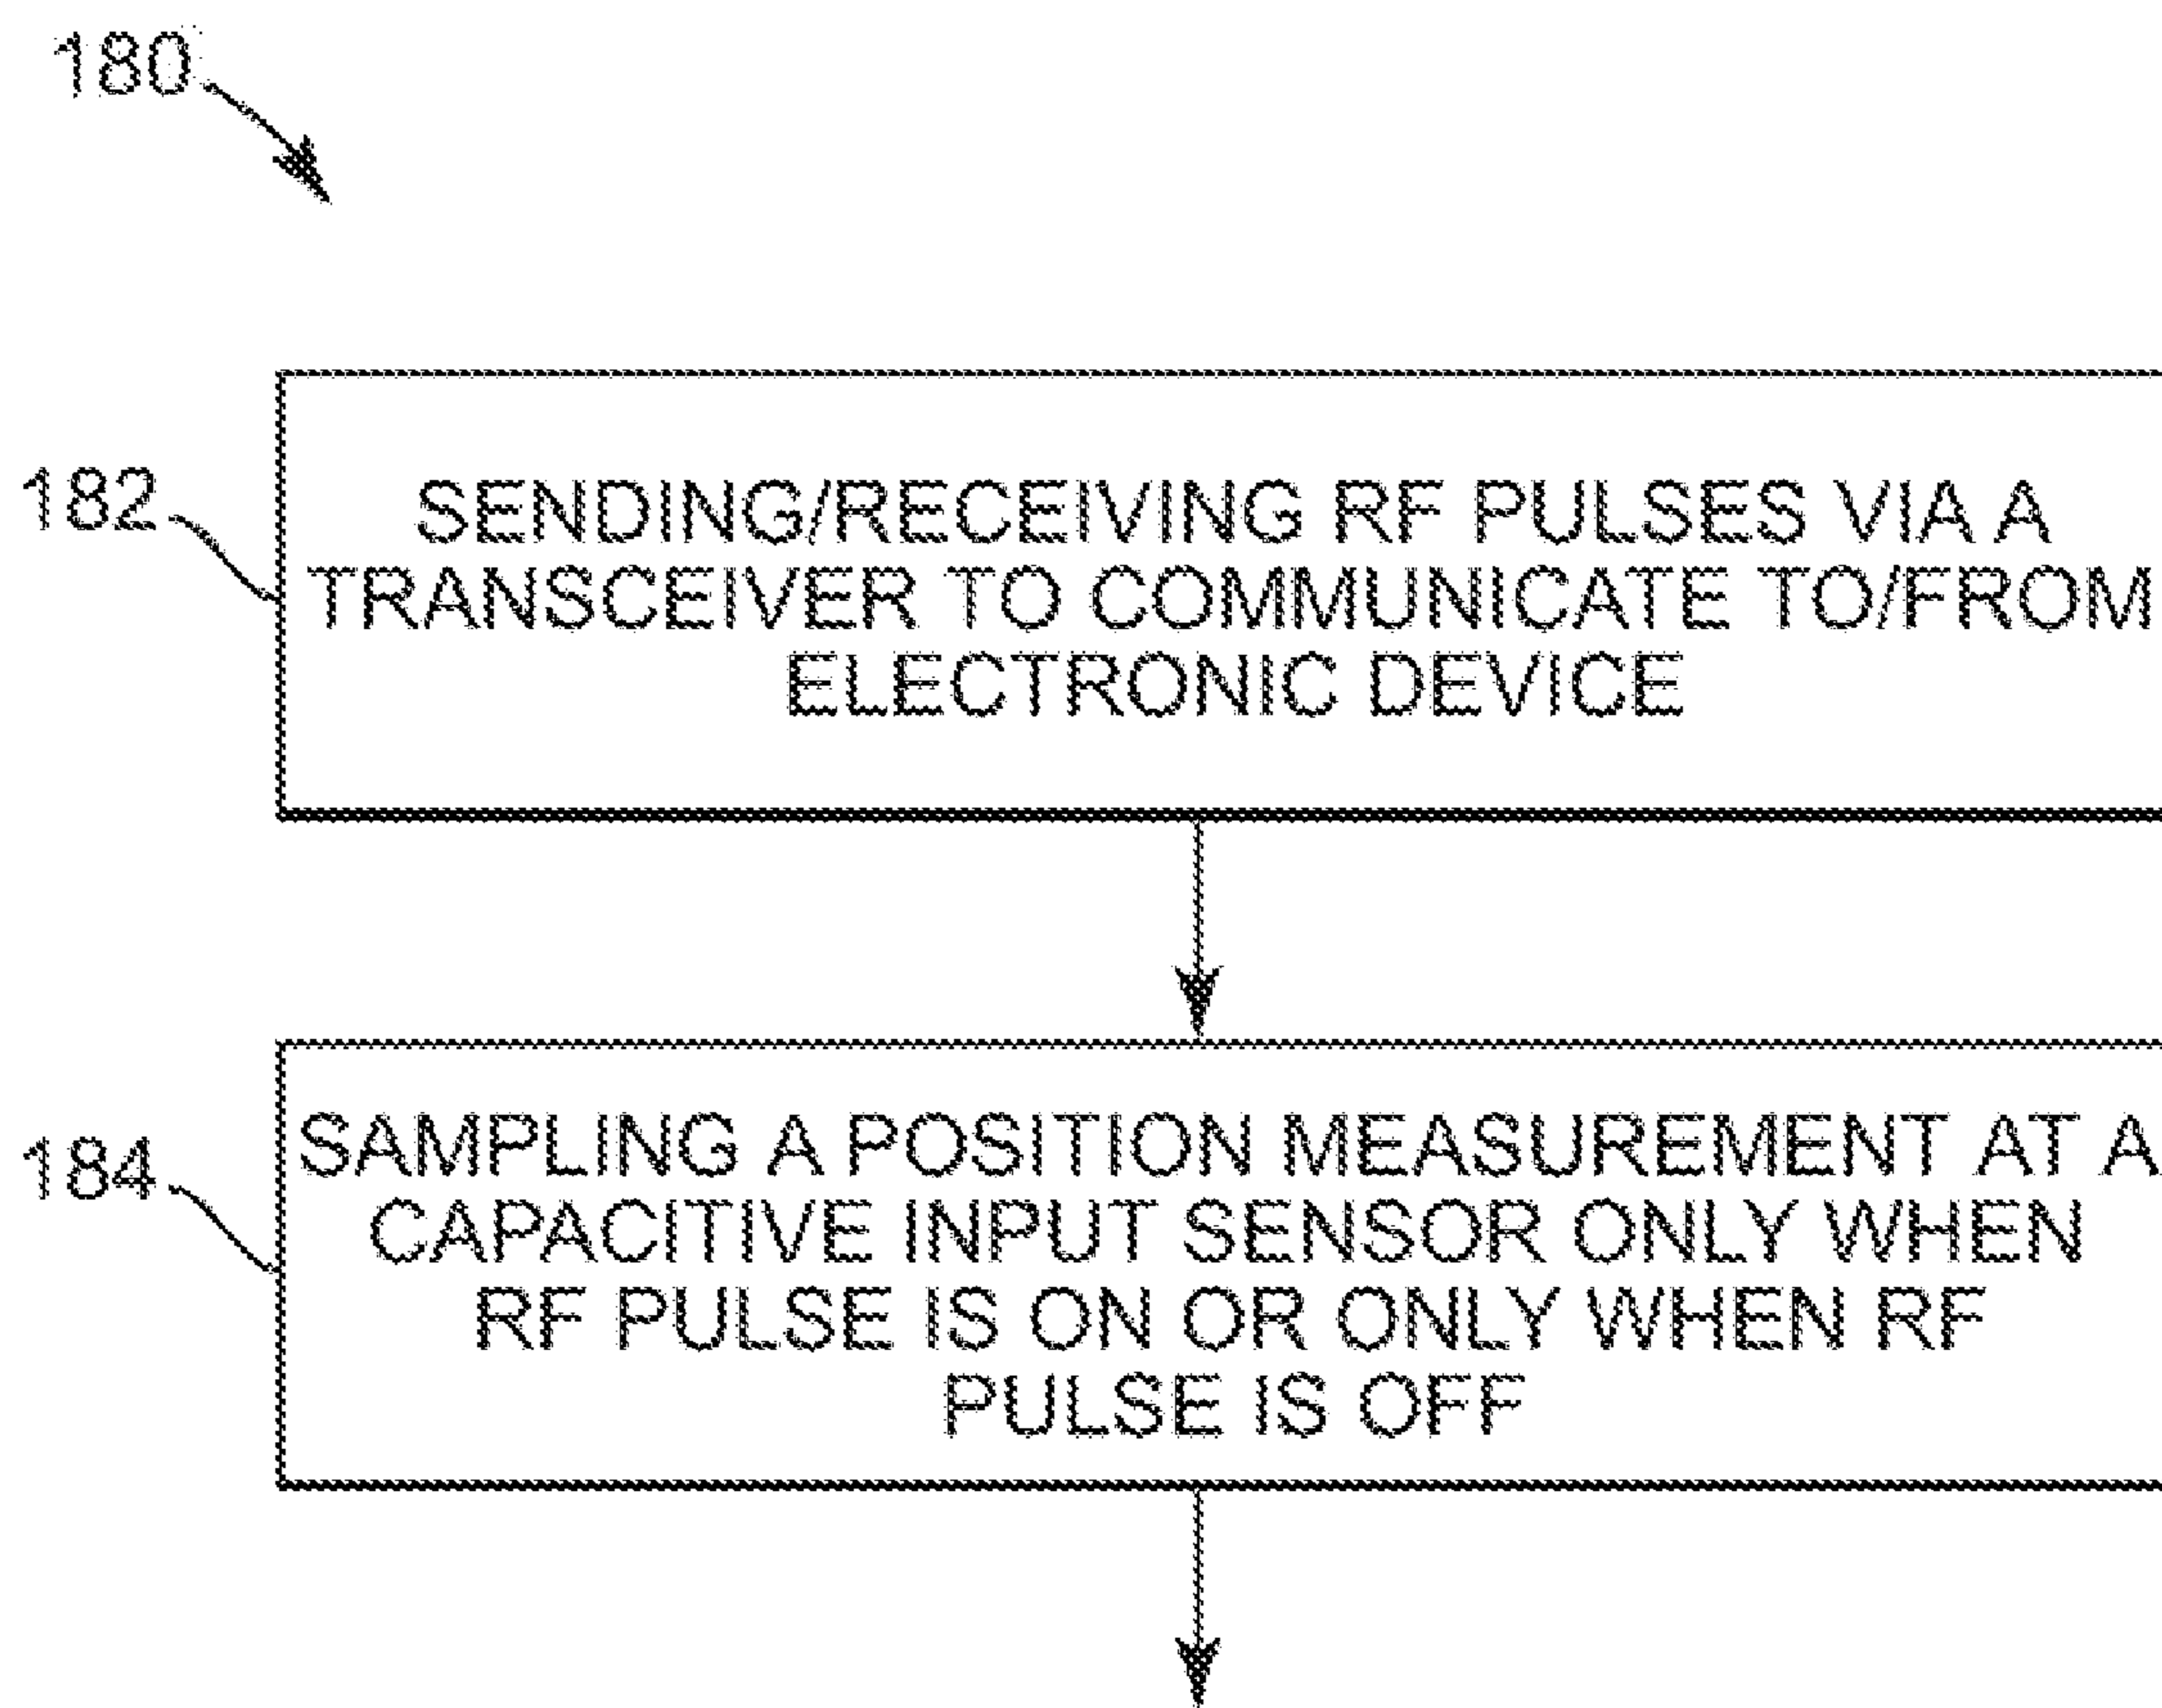 180
182
SENDING/RECEIVING RF PULSES VIA A
TRANSCEIVER TO COMMUNICATE TO/FROM
ELECTRONIC DEVICE
184
SAMPLING A POSITION MEASUREMENT AT A
CAPACITIVE INPUT SENSOR ONLY WHEN
RF PULSE IS ON OR ONLY WHEN RF
PULSE IS OFF